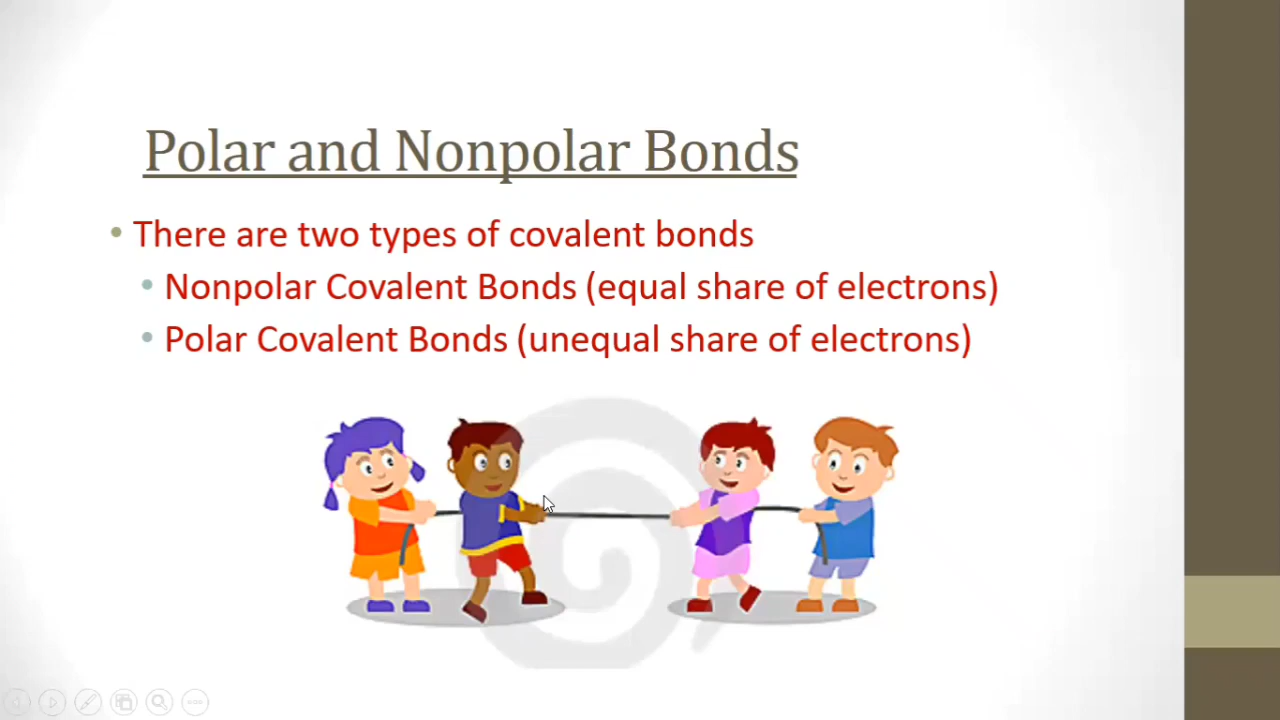 Polar and Nonpolar Bonds
• There are two types of covalent bonds
• Nonpolar Covalent Bonds (equal share of electrons)
• Polar Covalent Bonds (unequal share of electrons)